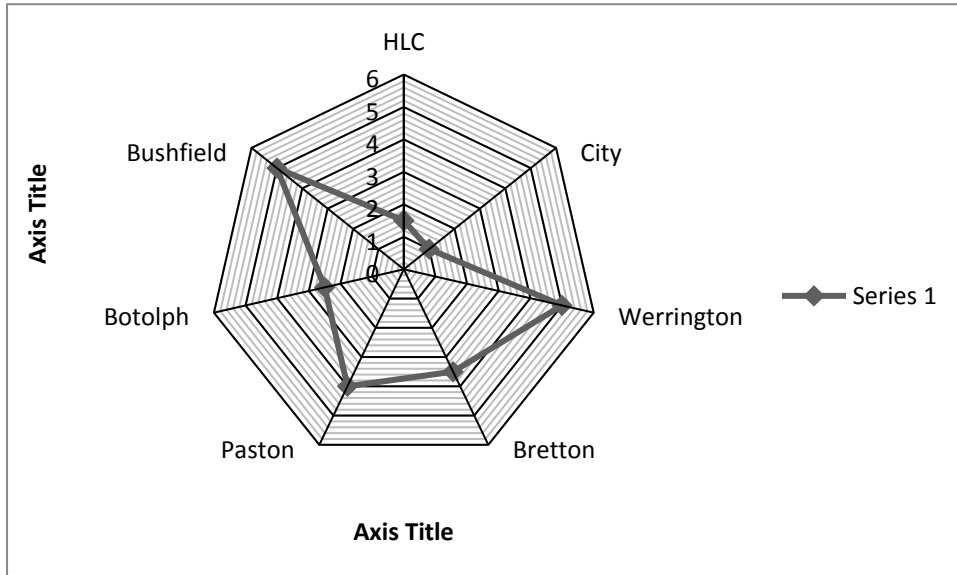 HLC
6
5
4
3
2
1
0
City
Werrington
Bretton
Paston
Botolph
Bushfield
Axis Title
Axis Title
Series 1